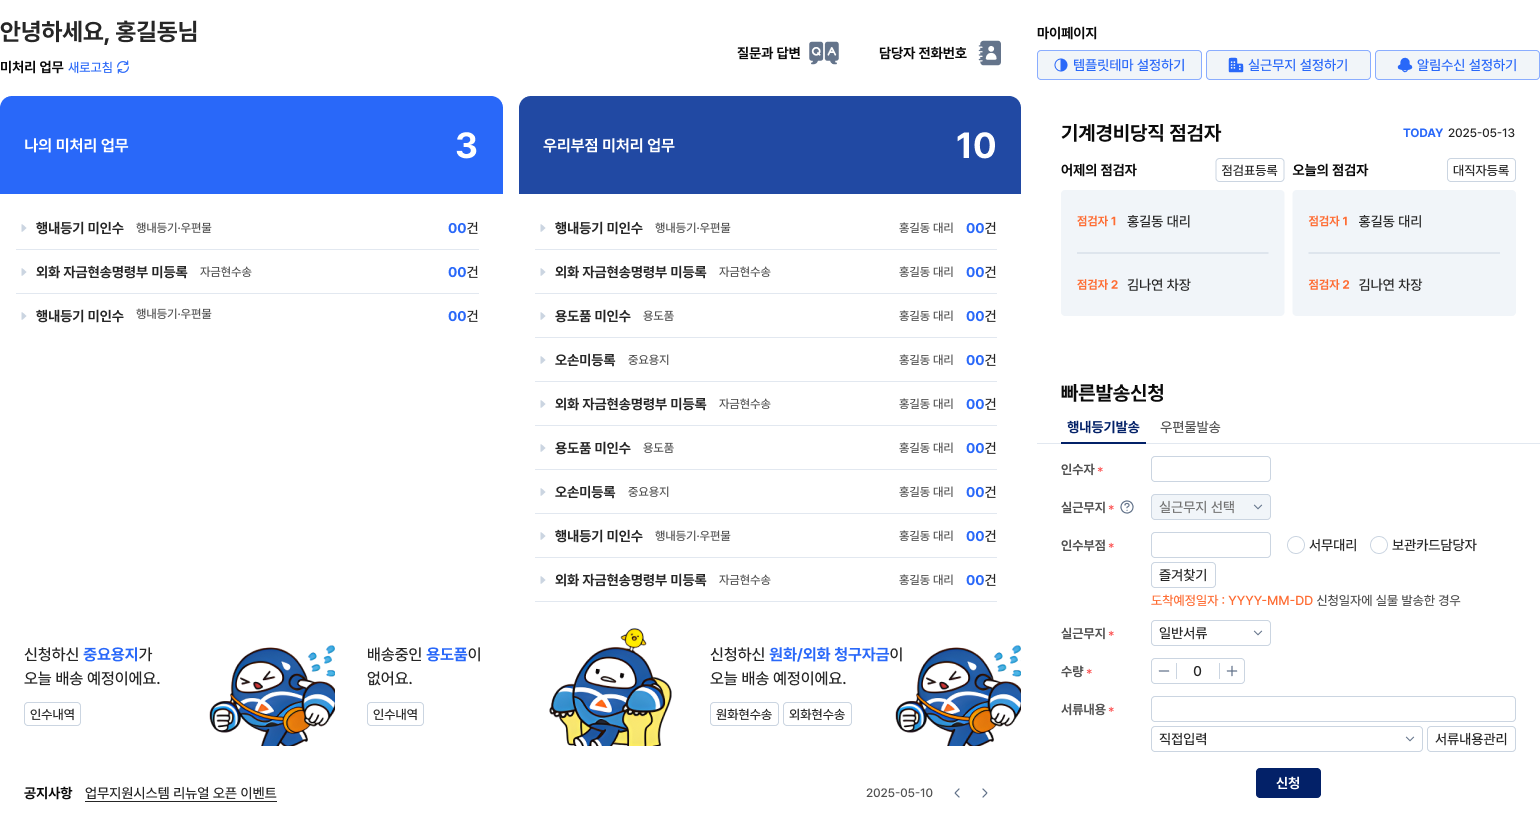 안녕하세요, 홍길동님
미처리 업무 새로고침
질문과 답변 QA
담당자 전화번호
마이페이지
템플릿테마 설정하기
실근무지 설정하기
알림수신 설정하기
나의 미처리 업무 3
행내등기 미인수 행내등기·우편물 00건
외화 자금현송명령부 미등록 자금현수송 00건
행내등기 미인수 행내등기·우편물 00건
우리부점 미처리 업무 10
행내등기 미인수 행내등기·우편물 홍길동 대리 00건
외화 자금현송명령부 미등록 자금현수송 홍길동 대리 00건
용도품 미인수 용도품 홍길동 대리 00건
오손미등록 중요용지 홍길동 대리 00건
외화 자금현송명령부 미등록 자금현수송 홍길동 대리 00건
용도품 미인수 용도품 홍길동 대리 00건
오손미등록 중요용지 홍길동 대리 00건
행내등기 미인수 행내등기·우편물 홍길동 대리 00건
외화 자금현송명령부 미등록 자금현수송 홍길동 대리 00건
신청하신 중요용지가
오늘 배송 예정이에요.
인수내역
배송중인 용도품이
없어요.
인수내역
신청하신 원화/외화 청구자금이
오늘 배송 예정이에요.
원화현수송 외화현수송
공지사항 업무지원시스템 리뉴얼 오픈 이벤트 2025-05-10
기계경비당직 점검자 TODAY 2025-05-13
어제의 점검자 점검표등록
점검자 1 홍길동 대리
점검자 2 김나연 차장
오늘의 점검자 대직자등록
점검자 1 홍길동 대리
점검자 2 김나연 차장
빠른발송신청
행내등기발송 우편물발송
인수자 *
실근무지 * 실근무지 선택
인수부점 * 서무대리 보관카드담당자
즐겨찾기
도착예정일자 : YYYY-MM-DD 신청일자에 실물 발송한 경우
실근무지 * 일반서류
수량 * 0
서류내용 *
직접입력 서류내용관리
신청